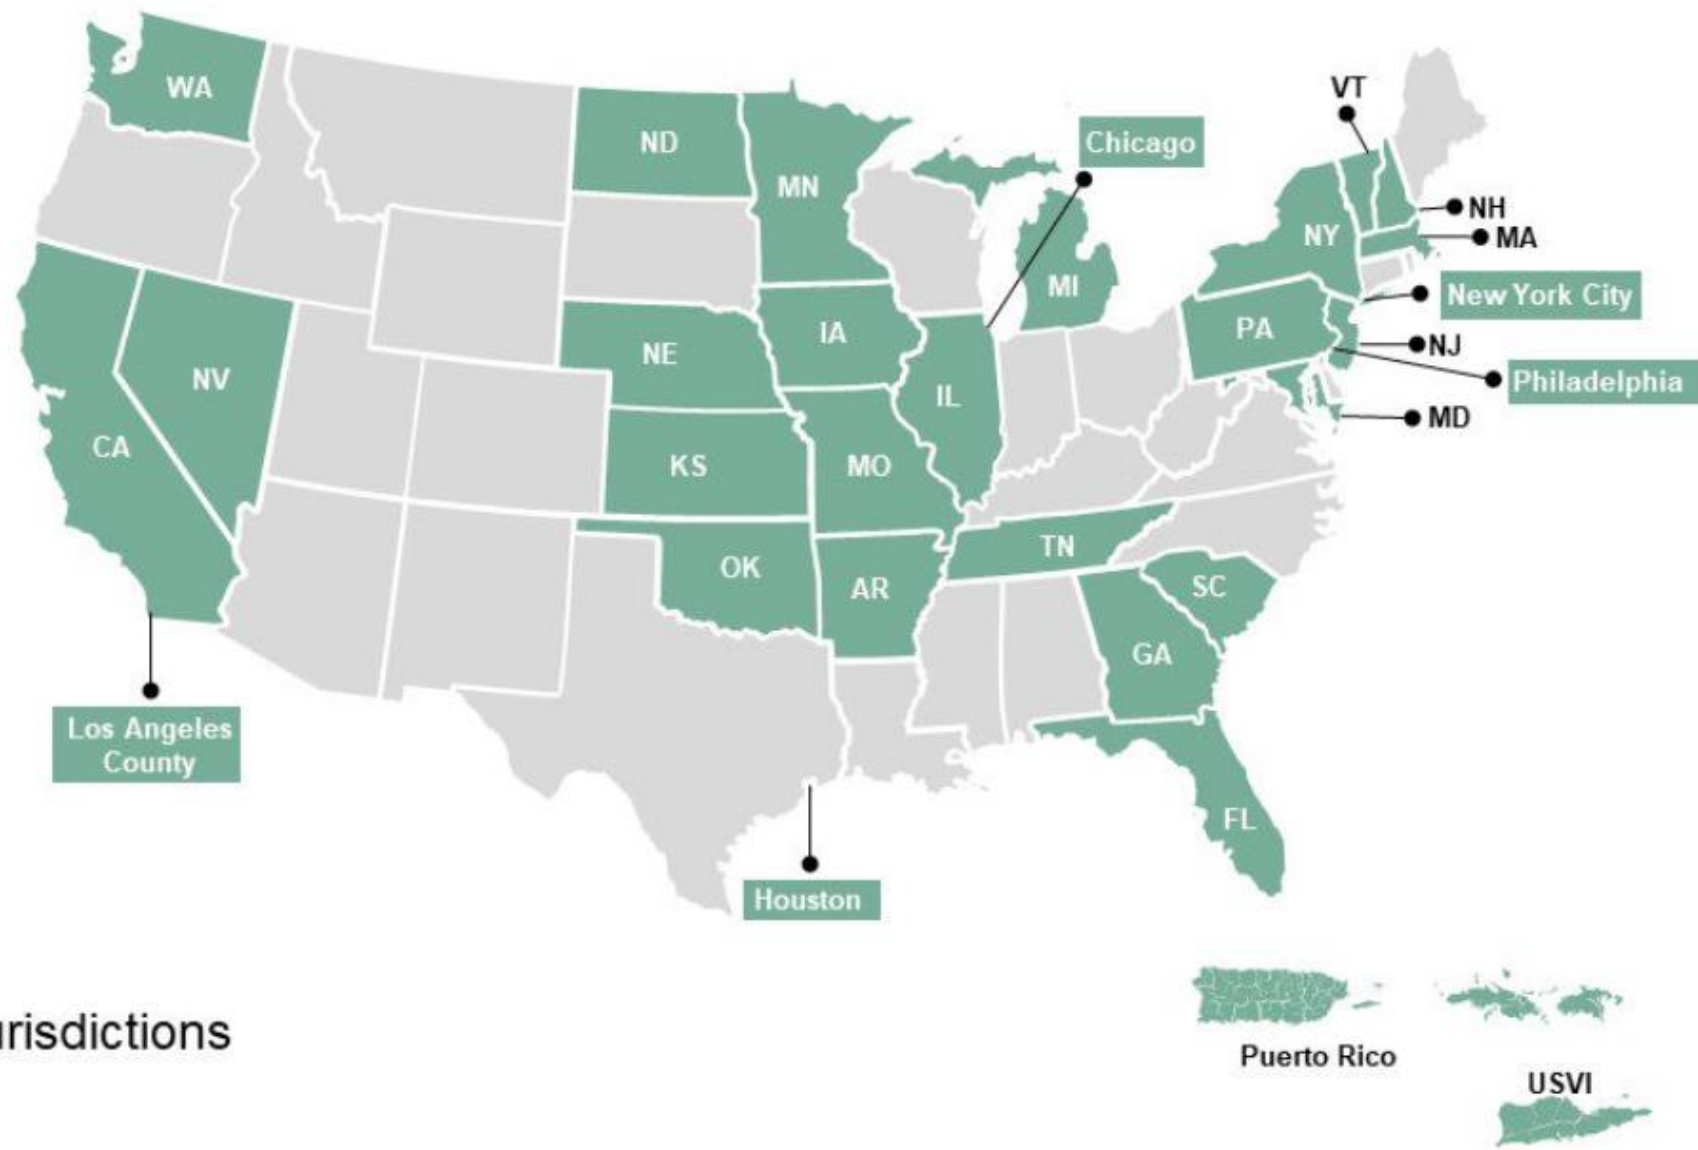 WA
VT
ND
Chicago
MN
NH
NY
MA
MI
New York City
PA
IA
NJ
NE
NV
Philadelphia
IL
MD
CA
KS
MO
TN
OK
AR
SC
GA
Los Angeles
County
FL
Houston
urisdictions
Puerto Rico
USVI